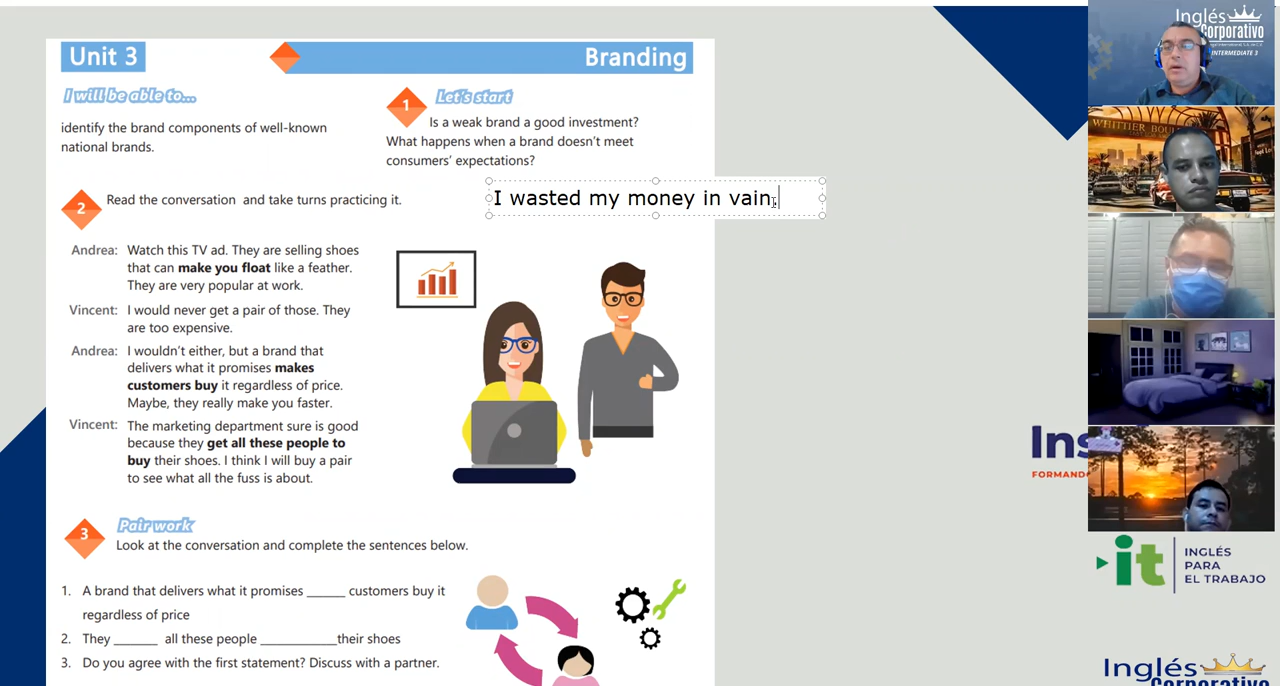 Unit 3
Branding
I will be able to...
identify the brand components of well-known
national brands.
1
Let's start
Is a weak brand a good investment?
What happens when a brand doesn't meet
consumers' expectations?
I wasted my money in vain.
2
Read the conversation and take turns practicing it.
Andrea: Watch this TV ad. They are selling shoes
that can make you float like a feather.
They are very popular at work.
Vincent: I would never get a pair of those. They
are too expensive.
Andrea: I wouldn't either, but a brand that
delivers what it promises makes
customers buy it regardless of price.
Maybe, they really make you faster.
Vincent: The marketing department sure is good
because they get all these people to
buy their shoes. I think I will buy a pair
to see what all the fuss is about.
3
Pair work
Look at the conversation and complete the sentences below.
1. A brand that delivers what it promises ______ customers buy it
regardless of price
2. They _______ all these people ____________their shoes
3. Do you agree with the first statement? Discuss with a partner.
Inglés
Corporativo
INTERMEDIATE 3
WHITTIER BOUL
Ing
FORMAND
it
INGLÉS
PARA
EL TRABAJO
Inglés
Corporativo